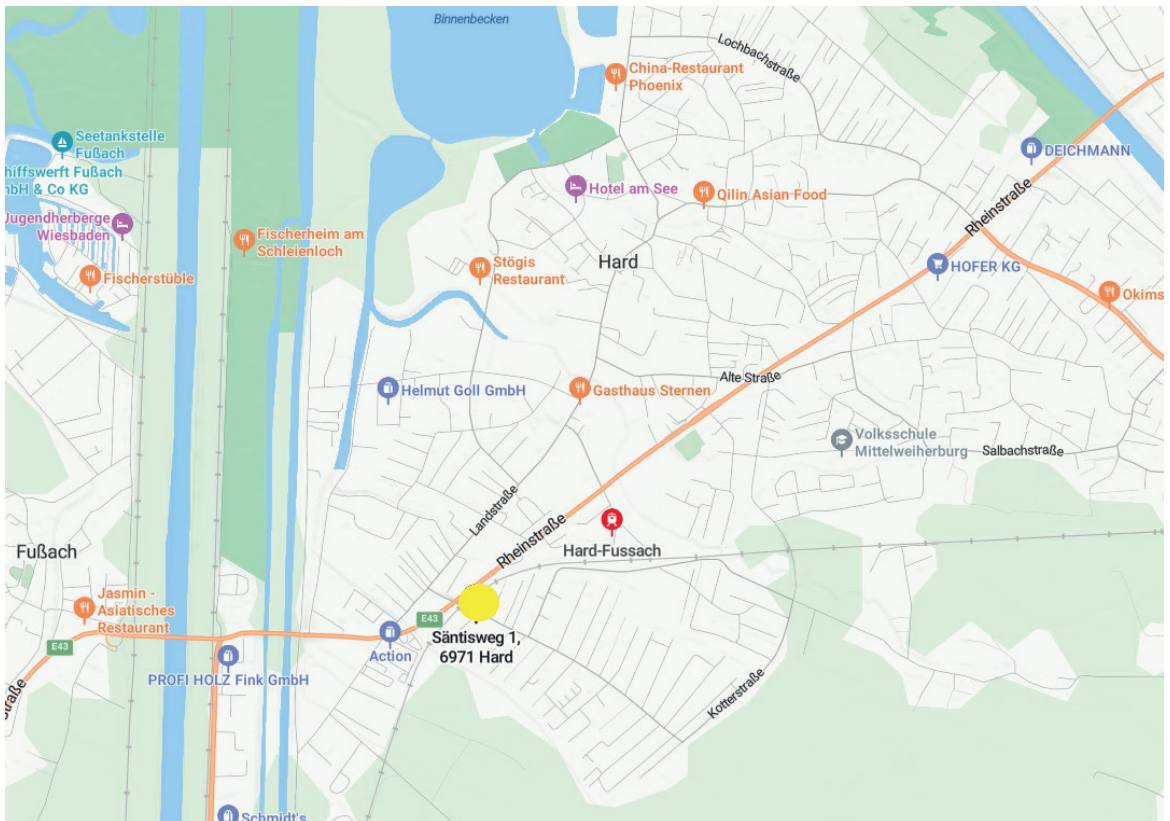 Binnenbecken
Lochbachstraße
China-Restaurant
Phoenix
Seetankstelle
Fußach
chiffswerft Fußach
mbH & Co KG
DEICHMANN
Jugendherberge
Wiesbaden
Hotel am See
Qilin Asian Food
Rheinstraße
Fischerheim am
Schleienloch
Fischerstüble
Stögis
Restaurant
Hard
HOFER KG
Okims
Alte Straße
Helmut Goll GmbH
Gasthaus Sternen
Volksschule
Mittelweiherburg
Salbachstraße
Landstraße
Rheinstraße
Hard-Fussach
Fußach
Jasmin -
Asiatisches
Restaurant
E43
E43
Säntisweg 1,
6971 Hard
Action
PROFI HOLZ Fink GmbH
Straße
Kotterstraße
Schmidt's